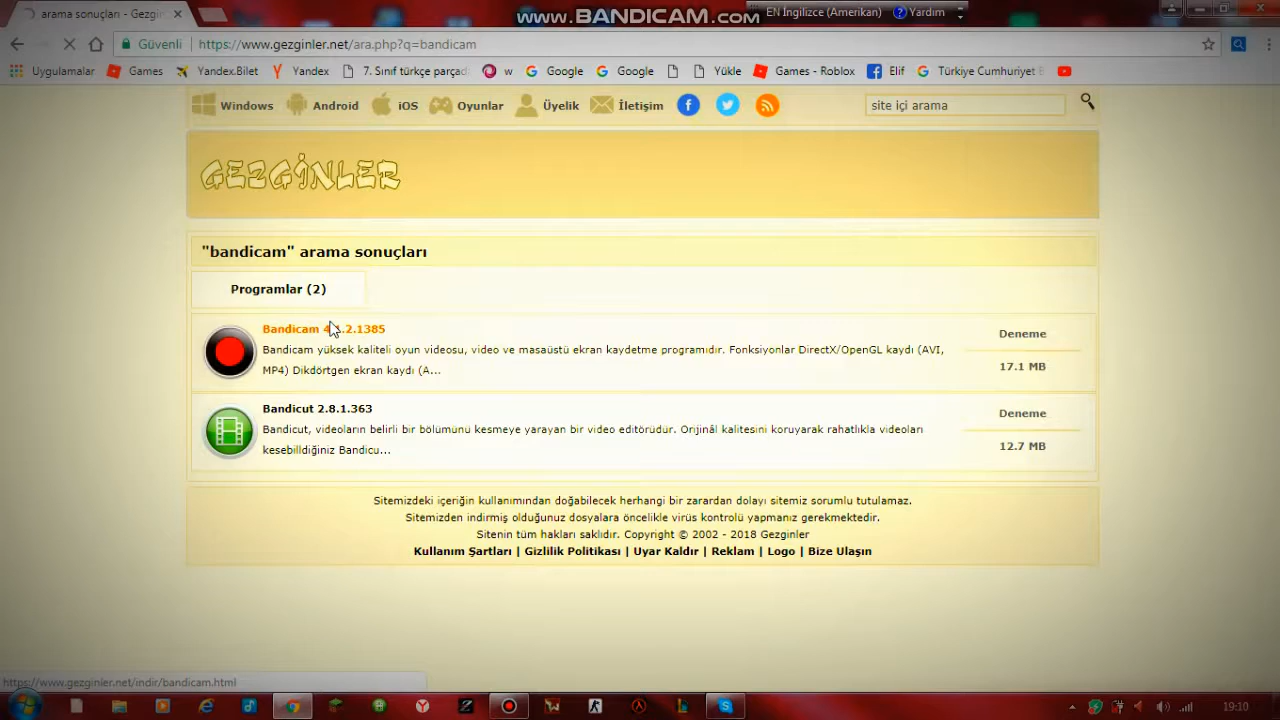 www.BANDICAM.com
EN İngilizce (Amerikan) Yardım
arama sonuçları - Gezgin
Güvenli https://www.gezginler.net/ara.php?q=bandicam
Uygulamalar Games Yandex.Bilet Yandex 7. Sınıf türkçe parçad w Google Google Yükle Games - Roblox Elif Türkiye Cumhuriyet
Windows Android iOS Oyunlar Üyelik İletişim site içi arama
GEZGİNLER
"bandicam" arama sonuçları
Programlar (2)
Bandicam 4.1.2.1385
Deneme
Bandicam yüksek kaliteli oyun videosu, video ve masaüstü ekran kaydetme programıdır. Fonksiyonlar DirectX/OpenGL kaydı (AVI,
MP4) Dikdörtgen ekran kaydı (A...
17.1 MB
Bandicut 2.8.1.363
Deneme
Bandicut, videoların belirli bir bölümünü kesmeye yarayan bir video editörüdür. Orijinâl kalitesini koruyarak rahatlıkla videoları
kesebilldiğiniz Bandicu...
12.7 MB
Sitemizdeki içeriğin kullanımından doğabilecek herhangi bir zarardan dolayı sitemiz sorumlu tutulamaz.
Sitemizden indirmiş olduğunuz dosyalara öncelikle virüs kontrolü yapmanız gerekmektedir.
Sitenin tüm hakları saklıdır. Copyright © 2002 - 2018 Gezginler
Kullanım Şartları | Gizlilik Politikası | Uyar Kaldır | Reklam | Logo | Bize Ulaşın
https://www.gezginler.net/indir/bandicam.html
19:10